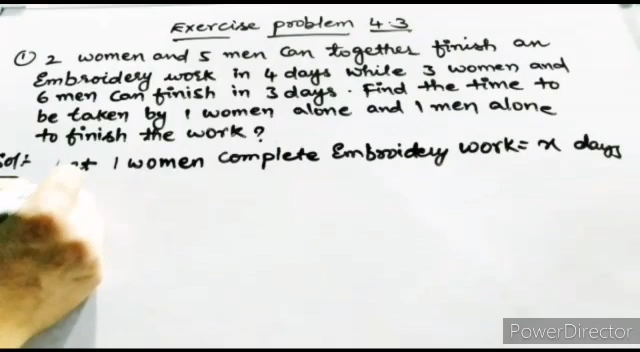 Exercise problem 4.3
① 2 women and 5 men can together finish an
Embroidery work in 4 days while 3 women and
6 men can finish in 3 days. Find the time to
be taken by 1 women alone and 1 men alone
to finish the work?
1 women complete Embroidery work = x days
PowerDirector